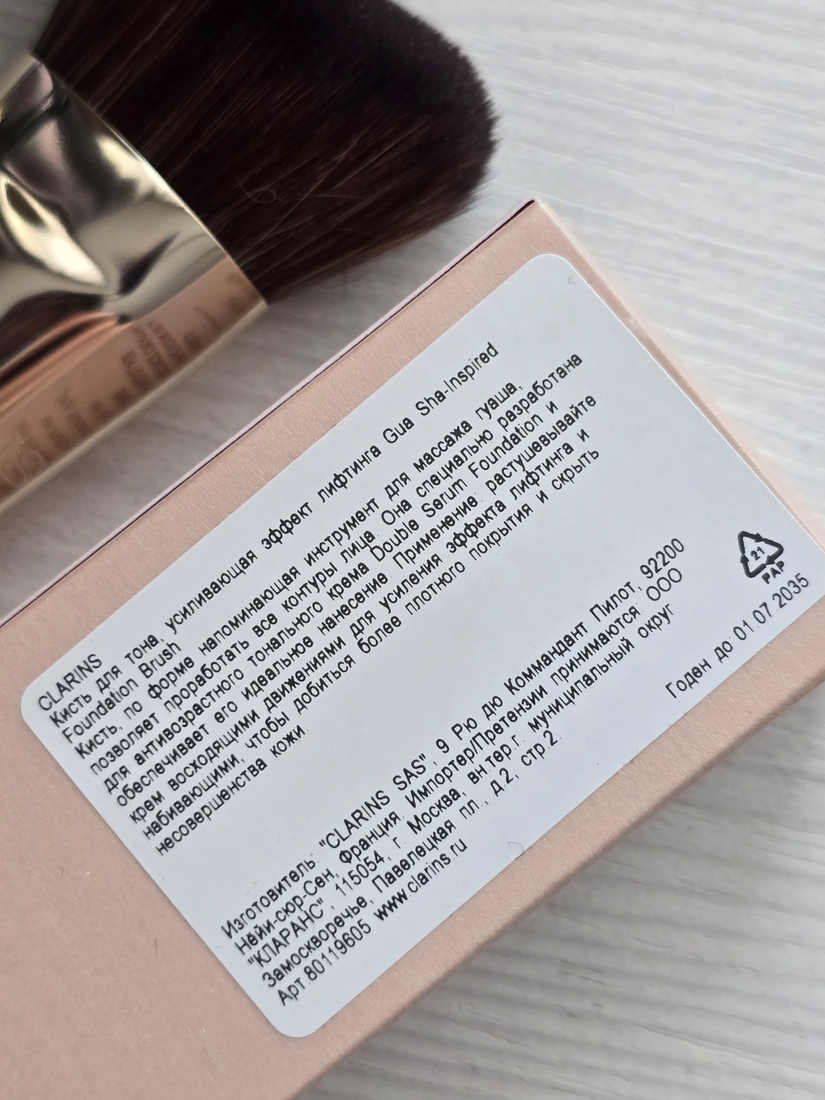 CLARINS
Кисть для тона, усиливающая эффект лифтинга Gua Sha-Inspired
Foundation Brush
Кисть, по форме напоминающая инструмент для массажа гуаша,
позволяет проработать все контуры лица. Она специально разработана
для антивозрастного тонального крема Double Serum Foundation и
обеспечивает его идеальное нанесение. Применение: растушевывайте
крем восходящими движениями для усиления эффекта лифтинга и
набивающими, чтобы добиться более плотного покрытия и скрыть
несовершенства кожи.
Изготовитель: "CLARINS SAS", 9 Рю дю Коммандант Пилот, 92200
Нёйи-сюр-Сен, Франция. Импортер/Претензии принимаются: ООО
"КЛАРАНС", 115054, г. Москва, вн.тер.г. муниципальный округ
Замоскворечье, Павелецкая пл., д.2, стр.2.
Арт.80119605 www.clarins.ru
21
PAP
Годен до: 01.07.2035